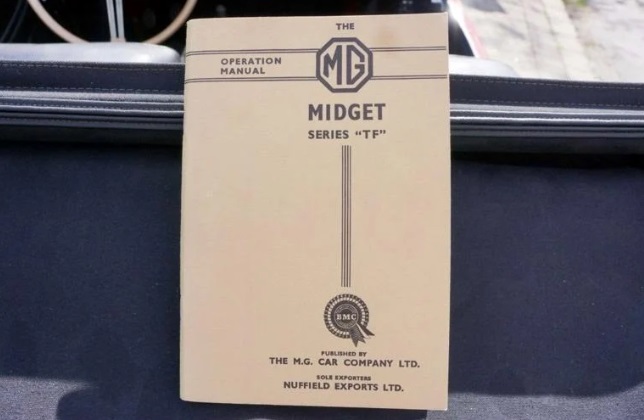 THE
OPERATION
MANUAL
MG
MIDGET
SERIES "TF"
BMC
PUBLISHED BY
THE M.G. CAR COMPANY LTD.
SOLE EXPORTERS
NUFFIELD EXPORTS LTD.